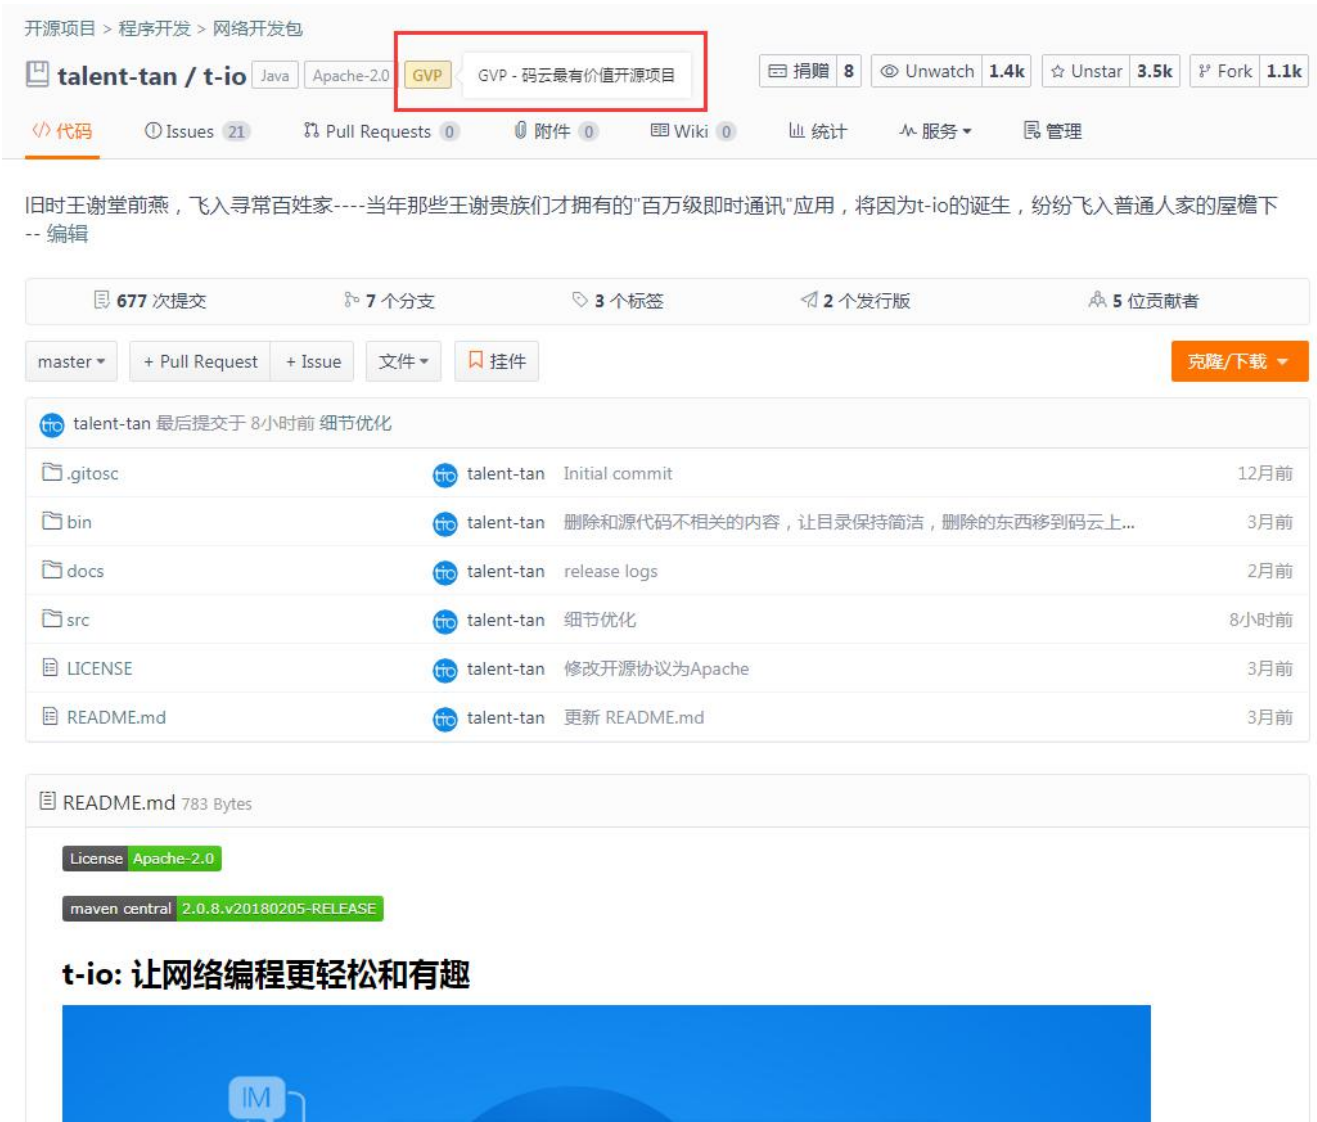 开源项目 > 程序开发 > 网络开发包
talent-tan / t-io Java Apache-2.0 GVP GVP - 码云最有价值开源项目 捐赠 8 Unwatch 1.4k Unstar 3.5k Fork 1.1k
代码 Issues 21 Pull Requests 0 附件 0 Wiki 0 统计 服务 管理
旧时王谢堂前燕，飞入寻常百姓家----当年那些王谢贵族们才拥有的"百万级即时通讯"应用，将因为t-io的诞生，纷纷飞入普通人家的屋檐下
-- 编辑
677 次提交 7 个分支 3 个标签 2 个发行版 5 位贡献者
master + Pull Request + Issue 文件 挂件 克隆/下载
tio talent-tan 最后提交于 8小时前 细节优化
.gitosc tio talent-tan Initial commit 12月前
bin tio talent-tan 删除和源代码不相关的内容，让目录保持简洁，删除的东西移到码云上... 3月前
docs tio talent-tan release logs 2月前
src tio talent-tan 细节优化 8小时前
LICENSE tio talent-tan 修改开源协议为Apache 3月前
README.md tio talent-tan 更新 README.md 3月前
README.md 783 Bytes
License Apache-2.0
maven central 2.0.8.v20180205-RELEASE
t-io: 让网络编程更轻松和有趣
IM